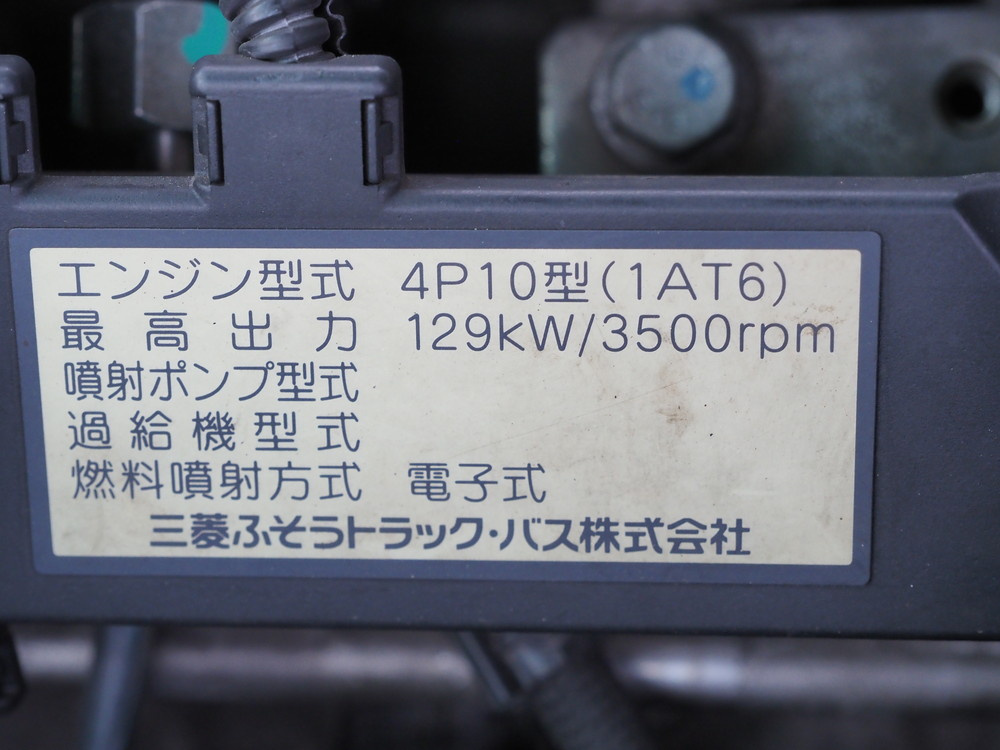 エンジン型式 4P10型(1AT6)
最高出力 129kW/3500rpm
噴射ポンプ型式
過給機型式
燃料噴射方式 電子式
三菱ふそうトラック・バス株式会社